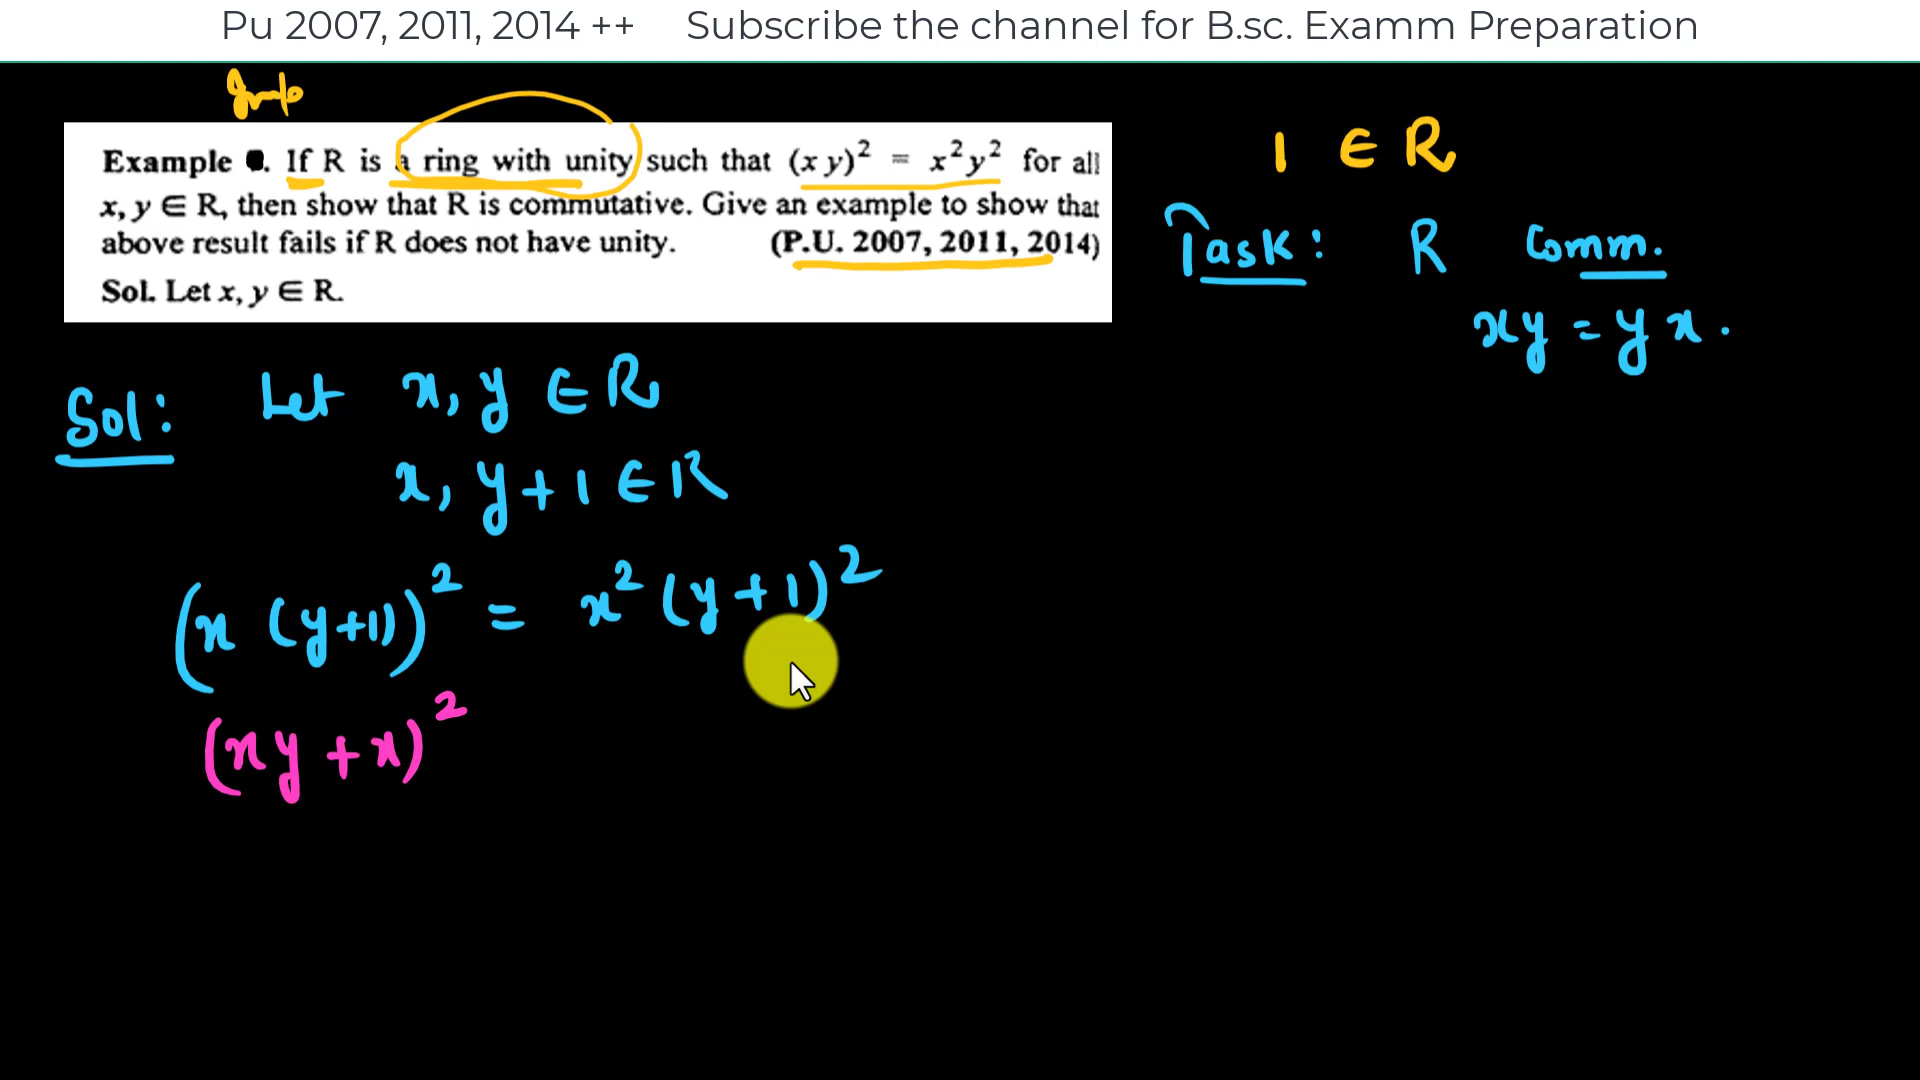 Pu 2007, 2011, 2014 ++ Subscribe the channel for B.sc. Examm Preparation
Example . If R is a ring with unity such that (x y)² = x²y² for all
x, y ∈ R, then show that R is commutative. Give an example to show that
above result fails if R does not have unity. (P.U. 2007, 2011, 2014)
Sol. Let x, y ∈ R.
1 ∈ R
Task: R Comm.
xy = yx.
Sol: Let x, y ∈ R
x, y+1 ∈ R
(x (y+1))² = x² (y+1)²
(xy + x)²